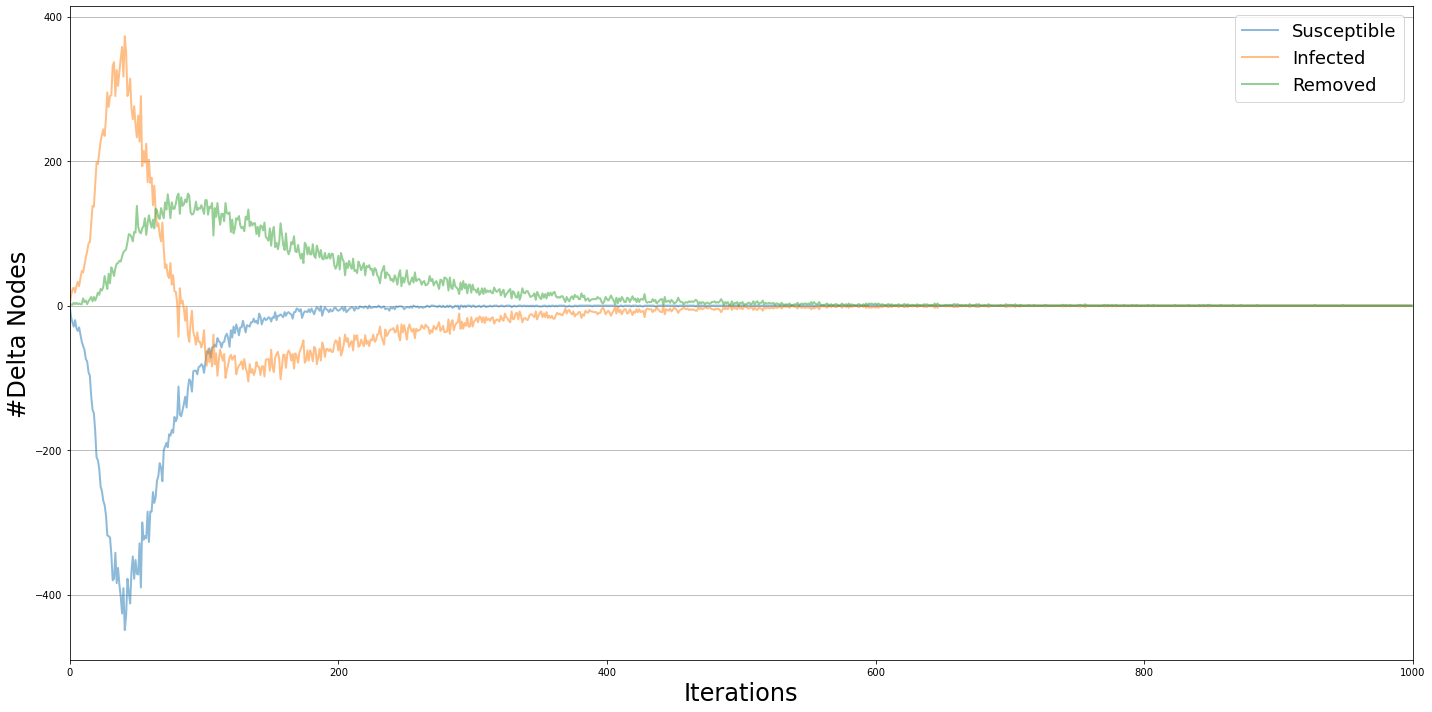 400
200
0
−200
−400
#Delta Nodes
Susceptible
Infected
Removed
0
200
400
600
800
1000
Iterations